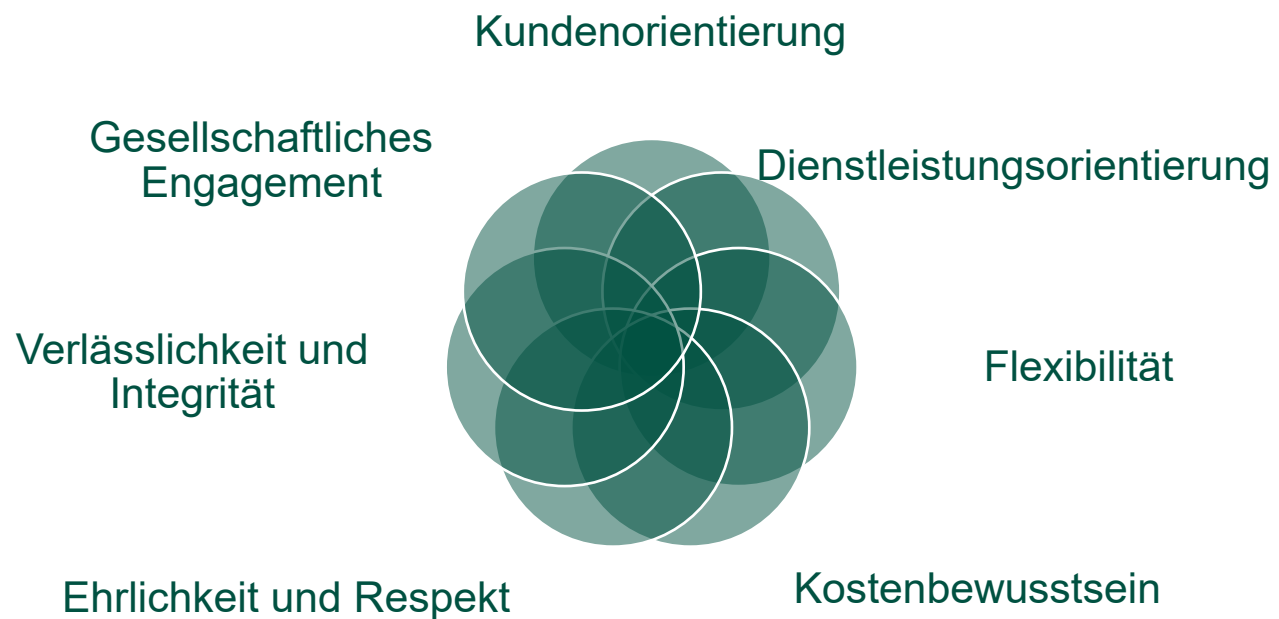 Kundenorientierung
Gesellschaftliches
Engagement
Dienstleistungsorientierung
Verlässlichkeit und
Integrität
Flexibilität
Ehrlichkeit und Respekt
Kostenbewusstsein